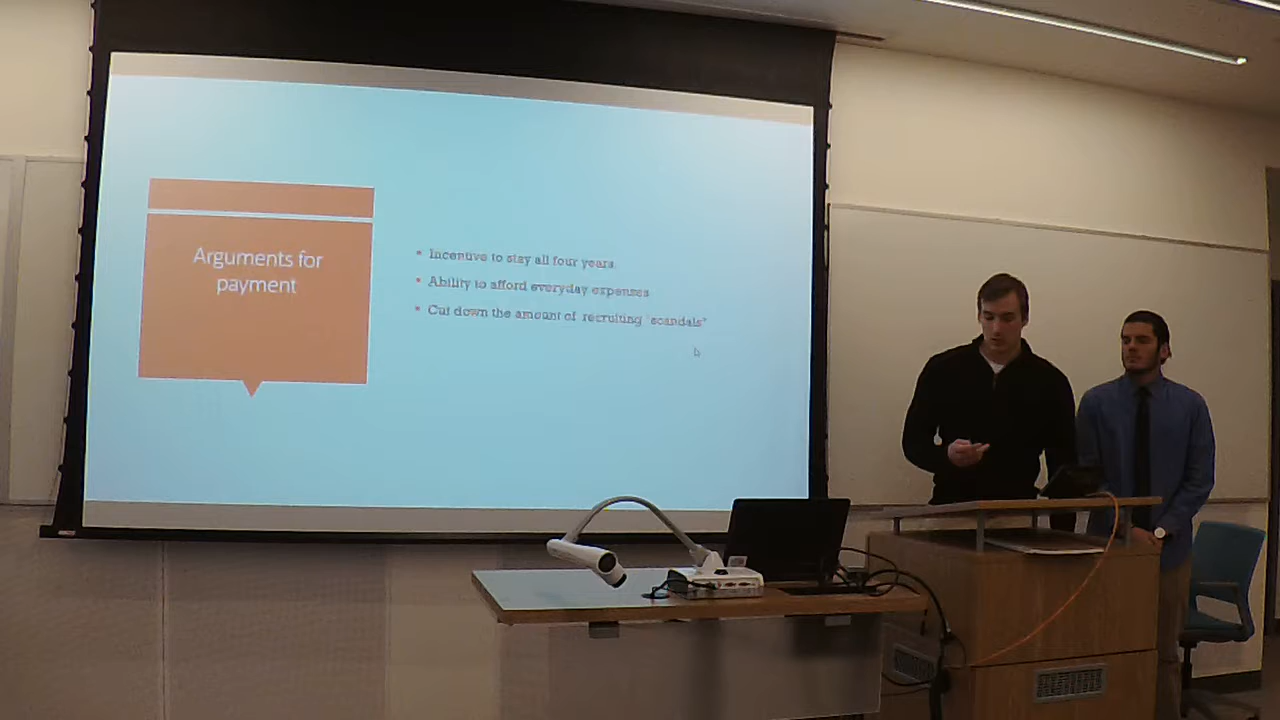 Arguments for
payment
Incentive to stay all four years.
Ability to afford everyday expenses
Cut down the amount of recruiting "scandals"